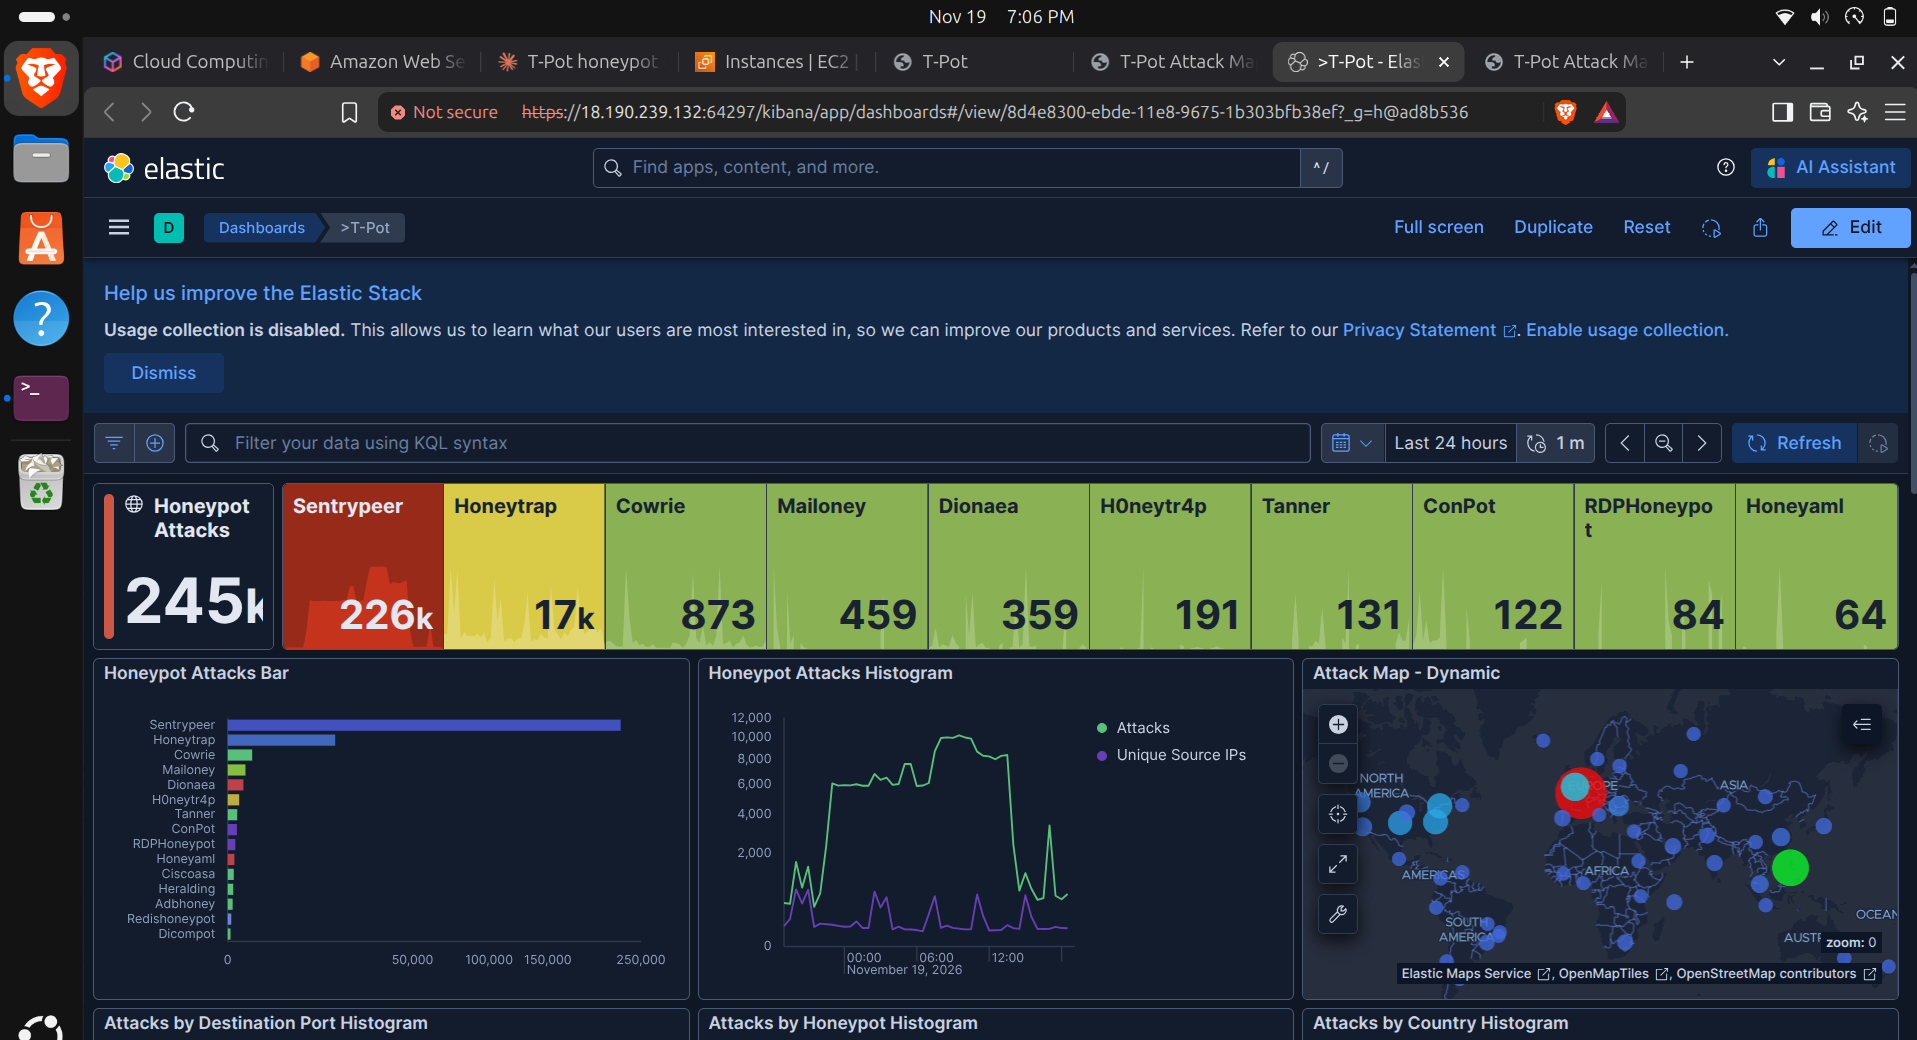 Nov 19 7:06 PM
Cloud Computin
Amazon Web Se
T-Pot honeypot
Instances | EC2 |
T-Pot
T-Pot Attack Ma
>T-Pot - Elas
T-Pot Attack Ma
Not secure https://18.190.239.132:64297/kibana/app/dashboards#/view/8d4e8300-ebde-11e8-9675-1b303bfb38ef?_g=h@ad8b536
elastic
Find apps, content, and more.
^ /
AI Assistant
D
Dashboards
>T-Pot
Full screen
Duplicate
Reset
Edit
Help us improve the Elastic Stack
Usage collection is disabled. This allows us to learn what our users are most interested in, so we can improve our products and services. Refer to our Privacy Statement. Enable usage collection.
Dismiss
Filter your data using KQL syntax
Last 24 hours
1 m
Refresh
Honeypot
Attacks
245k
Sentrypeer
226k
Honeytrap
17k
Cowrie
873
Mailoney
459
Dionaea
359
H0neytr4p
191
Tanner
131
ConPot
122
RDPHoneypo
t
84
Honeyaml
64
Honeypot Attacks Bar
Sentrypeer
Honeytrap
Cowrie
Mailoney
Dionaea
H0neytr4p
Tanner
ConPot
RDPHoneypot
Honeyaml
Ciscoasa
Heralding
Adbhoney
Redishoneypot
Dicompot
0 50,000 100,000 150,000 250,000
Honeypot Attacks Histogram
12,000
10,000
8,000
6,000
4,000
2,000
0
00:00 06:00 12:00
November 19, 2026
Attacks
Unique Source IPs
Attack Map - Dynamic
NORTH
AMERICA
EUROPE
ASIA
AMERICAS
AFRICA
SOUTH
AMERICA
OCEAN
AUSTR
zoom: 0
Elastic Maps Service, OpenMapTiles, OpenStreetMap contributors
Attacks by Destination Port Histogram
Attacks by Honeypot Histogram
Attacks by Country Histogram